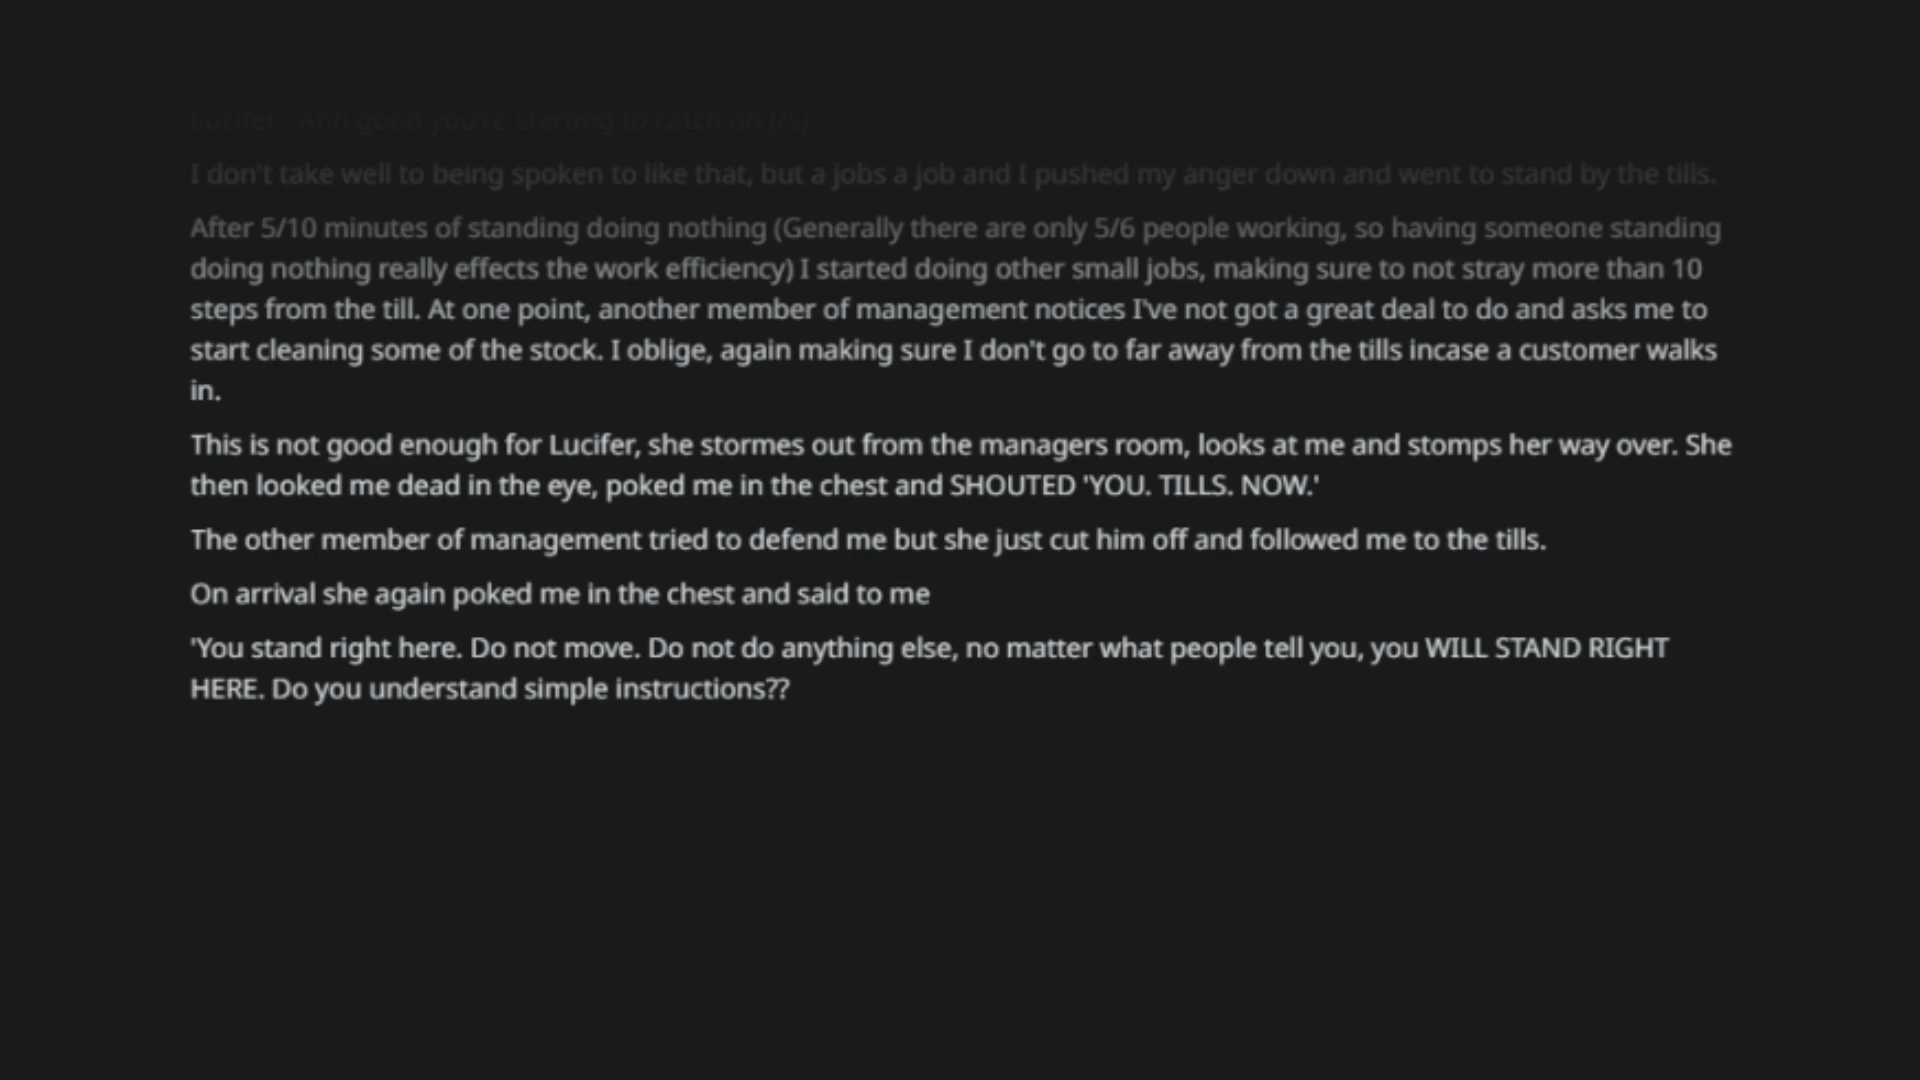 Lucifer : Ahh good you're starting to catch on (/s)
I don't take well to being spoken to like that, but a jobs a job and I pushed my anger down and went to stand by the tills.
After 5/10 minutes of standing doing nothing (Generally there are only 5/6 people working, so having someone standing
doing nothing really effects the work efficiency) I started doing other small jobs, making sure to not stray more than 10
steps from the till. At one point, another member of management notices I've not got a great deal to do and asks me to
start cleaning some of the stock. I oblige, again making sure I don't go to far away from the tills incase a customer walks
in.
This is not good enough for Lucifer, she stormes out from the managers room, looks at me and stomps her way over. She
then looked me dead in the eye, poked me in the chest and SHOUTED 'YOU. TILLS. NOW.'
The other member of management tried to defend me but she just cut him off and followed me to the tills.
On arrival she again poked me in the chest and said to me
'You stand right here. Do not move. Do not do anything else, no matter what people tell you, you WILL STAND RIGHT
HERE. Do you understand simple instructions??